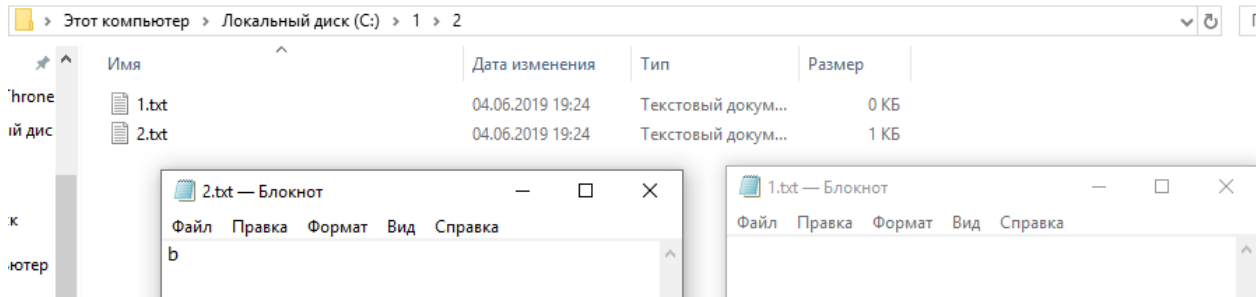 Этот компьютер > Локальный диск (C:) > 1 > 2
Имя Дата изменения Тип Размер
1.txt 04.06.2019 19:24 Текстовый докум... 0 КБ
2.txt 04.06.2019 19:24 Текстовый докум... 1 КБ
2.txt — Блокнот
Файл Правка Формат Вид Справка
b
1.txt — Блокнот
Файл Правка Формат Вид Справка